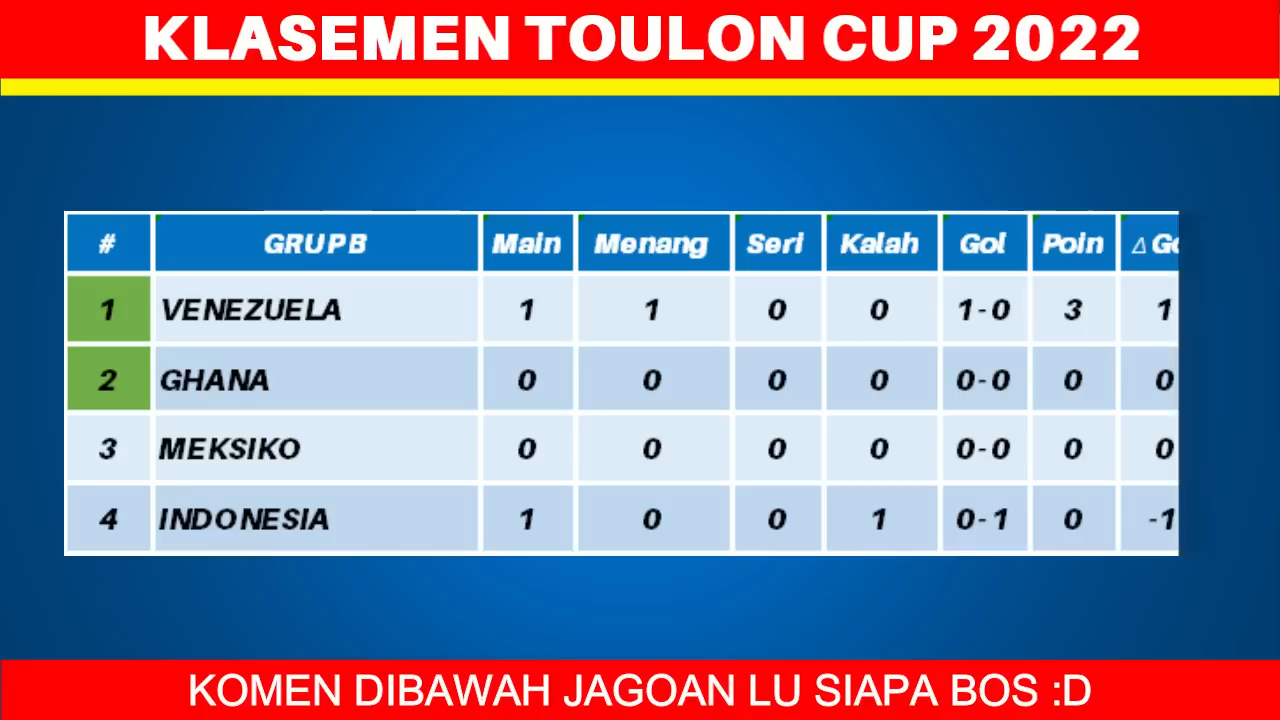 KLASEMEN TOULON CUP 2022
# GRUP B Main Menang Seri Kalah Gol Poin △
1 VENEZUELA 1 1 0 0 1-0 3 1
2 GHANA 0 0 0 0 0-0 0 0
3 MEKSIKO 0 0 0 0 0-0 0 0
4 INDONESIA 1 0 0 1 0-1 0 -1
KOMEN DIBAWAH JAGOAN LU SIAPA BOS :D